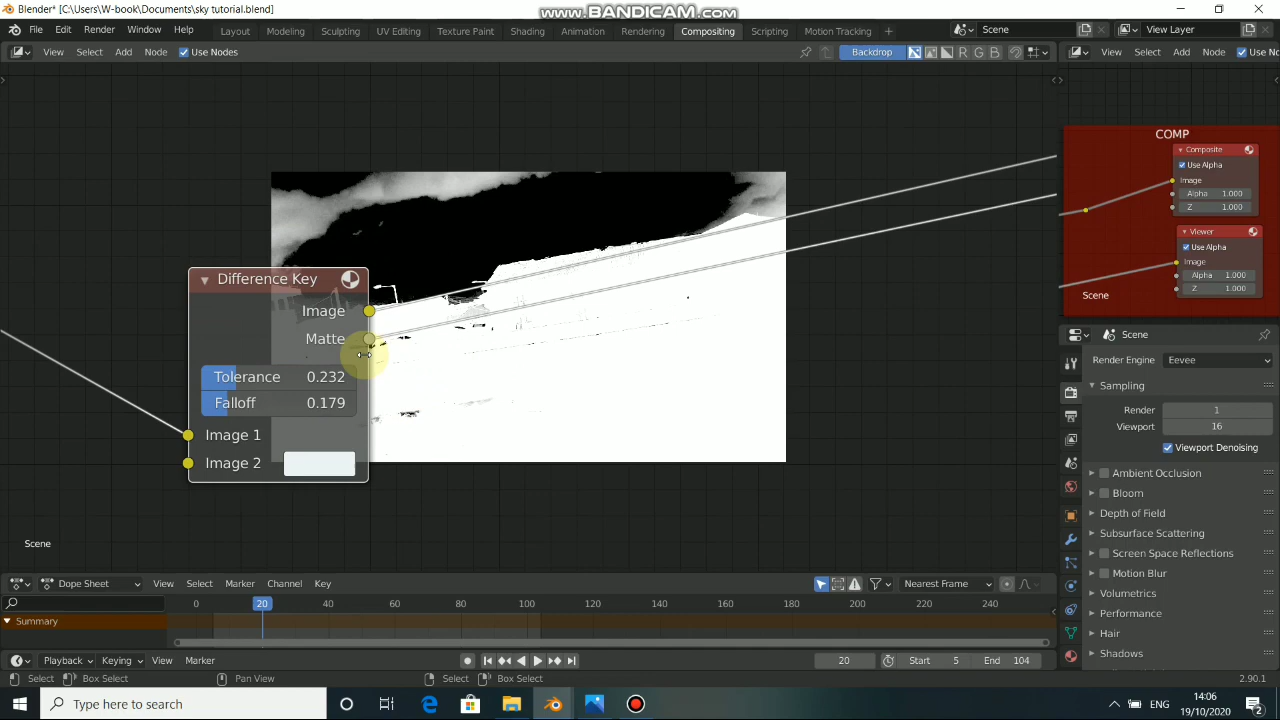 Blender* [C:\Users\W-book\Documents\sky tutorial.blend]
www.BANDICAM.com
File Edit Render Window Help Layout Modeling Sculpting UV Editing Texture Paint Shading Animation Rendering Compositing Scripting Motion Tracking + Scene View Layer
View Select Add Node Use Nodes Backdrop R G B View Select Add Node Use No
COMP
Composite
Use Alpha
Image
Alpha 1.000
Z 1.000
Viewer
Use Alpha
Image
Alpha 1.000
Z 1.000
Scene
Difference Key
Image
Matte
Tolerance 0.232
Falloff 0.179
Image 1
Image 2
Scene
Scene
Render Engine Eevee
Sampling
Render 1
Viewport 16
Viewport Denoising
Ambient Occlusion
Bloom
Depth of Field
Subsurface Scattering
Screen Space Reflections
Motion Blur
Volumetrics
Performance
Hair
Shadows
Dope Sheet View Select Marker Channel Key Nearest Frame
0 20 40 60 80 100 120 140 160 180 200 220 240
Summary
Playback Keying View Marker 20 Start 5 End 104
Select Box Select Pan View Select Box Select 2.90.1
Type here to search
ENG
14:06
19/10/2020
2